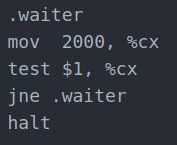 .waiter
mov  2000, %cx
test $1, %cx
jne .waiter
halt